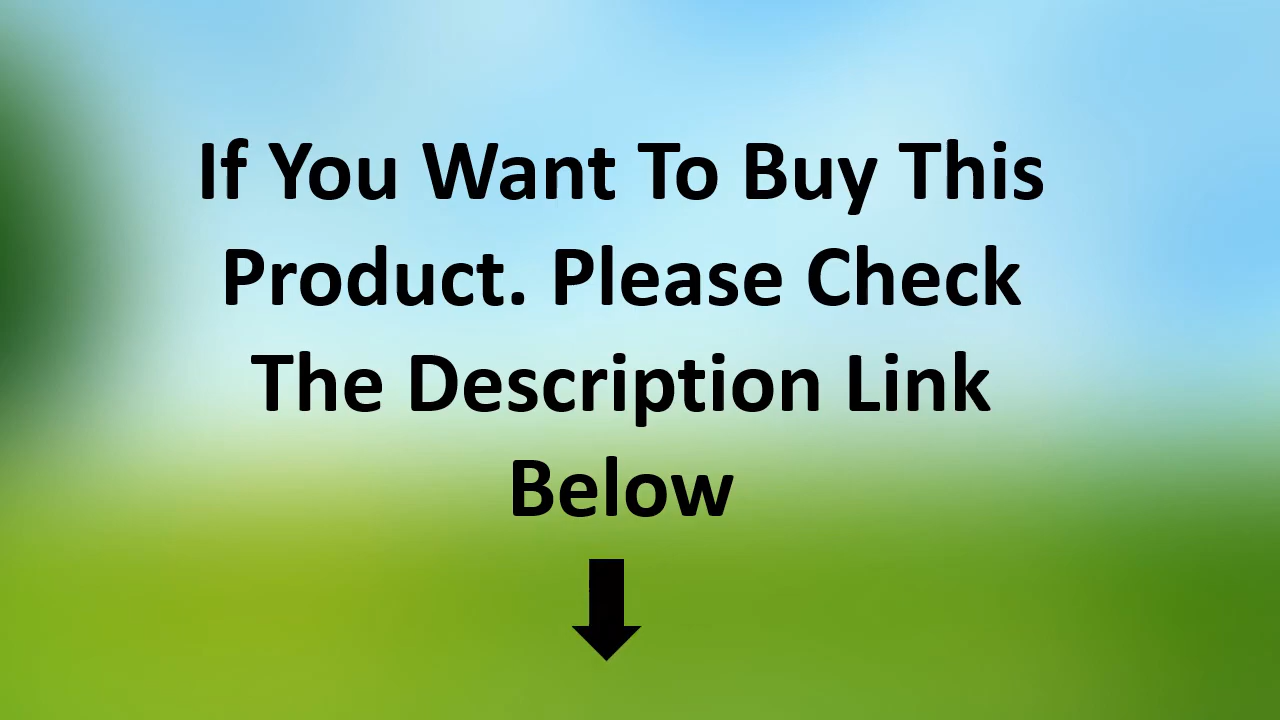 If You Want To Buy This
Product. Please Check
The Description Link
Below